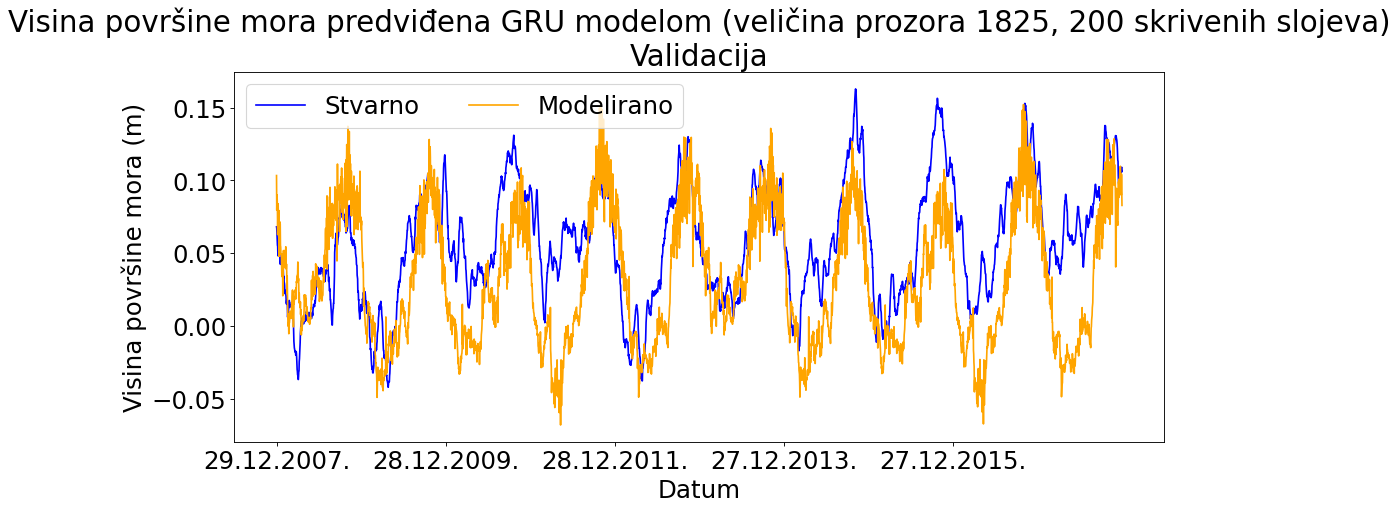 Visina površine mora predviđena GRU modelom (veličina prozora 1825, 200 skrivenih slojeva)
Validacija
Stvarno Modelirano
Visina površine mora (m)
0.15
0.10
0.05
0.00
−0.05
29.12.2007. 28.12.2009. 28.12.2011. 27.12.2013. 27.12.2015.
Datum